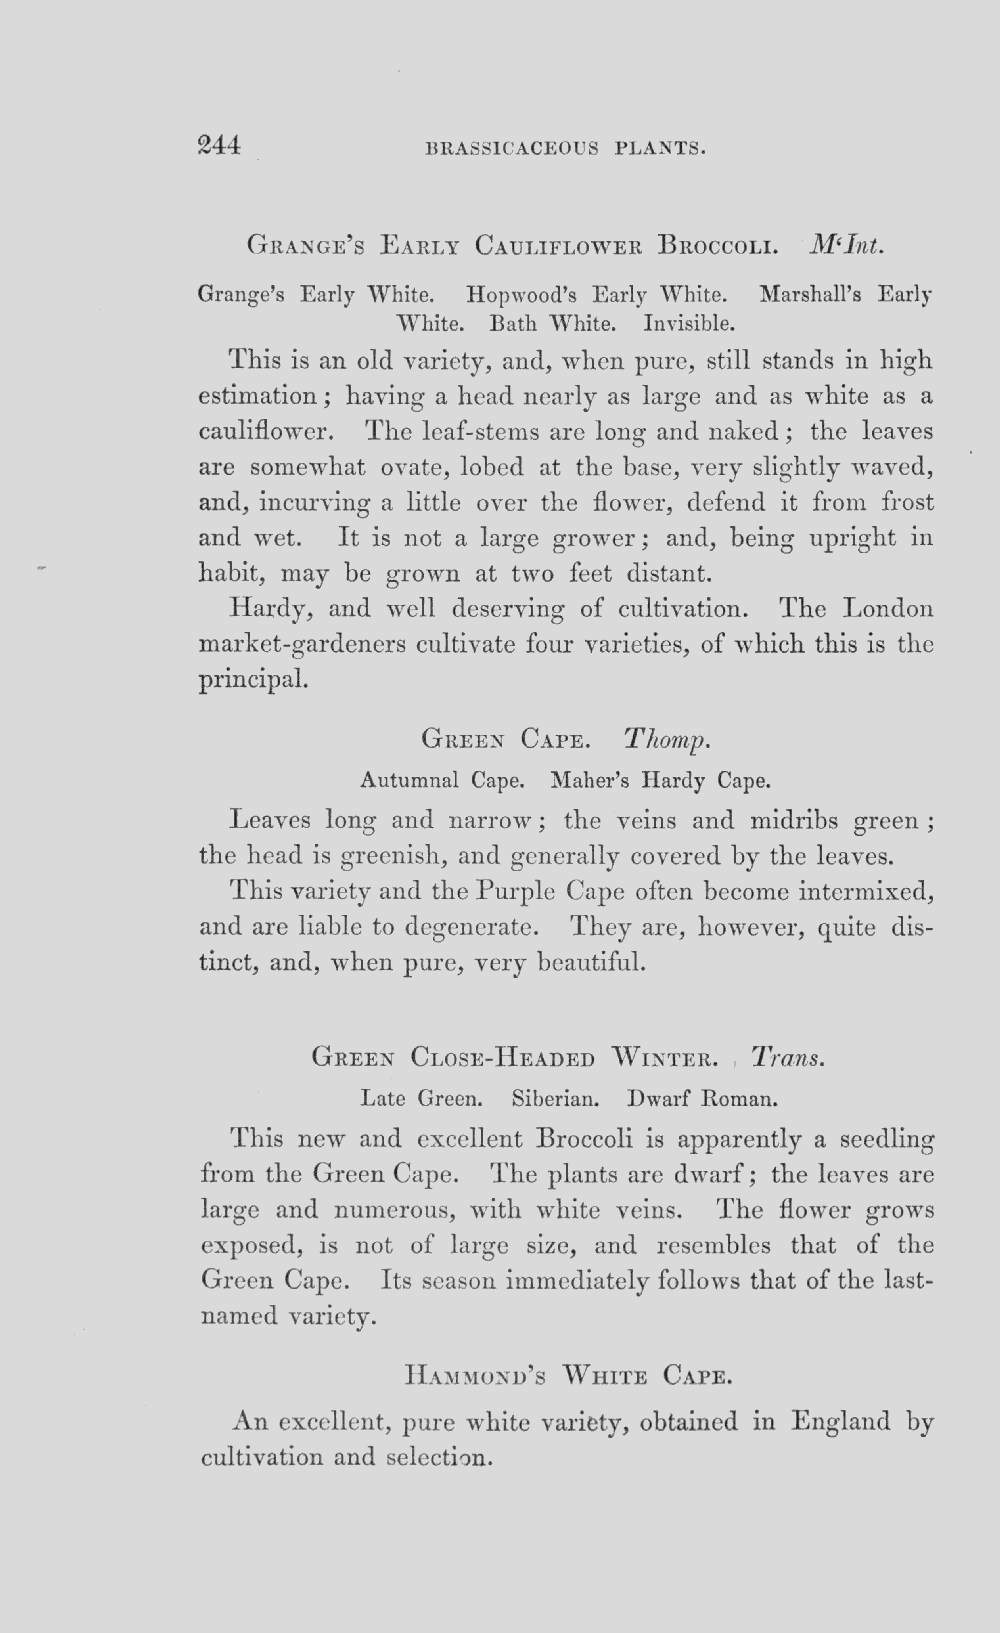 244
BRASSICACEOUS PLANTS.
GRANGE'S EARLY CAULIFLOWER BROCCOLI. M‘Int.
Grange's Early White. Hopwood's Early White. Marshall's Early
White. Bath White. Invisible.
This is an old variety, and, when pure, still stands in high
estimation; having a head nearly as large and as white as a
cauliflower. The leaf-stems are long and naked; the leaves
are somewhat ovate, lobed at the base, very slightly waved,
and, incurving a little over the flower, defend it from frost
and wet. It is not a large grower; and, being upright in
habit, may be grown at two feet distant.
Hardy, and well deserving of cultivation. The London
market-gardeners cultivate four varieties, of which this is the
principal.
GREEN CAPE. Thomp.
Autumnal Cape. Maher's Hardy Cape.
Leaves long and narrow; the veins and midribs green;
the head is greenish, and generally covered by the leaves.
This variety and the Purple Cape often become intermixed,
and are liable to degenerate. They are, however, quite dis-
tinct, and, when pure, very beautiful.
GREEN CLOSE-HEADED WINTER. Trans.
Late Green. Siberian. Dwarf Roman.
This new and excellent Broccoli is apparently a seedling
from the Green Cape. The plants are dwarf; the leaves are
large and numerous, with white veins. The flower grows
exposed, is not of large size, and resembles that of the
Green Cape. Its season immediately follows that of the last-
named variety.
HAMMOND'S WHITE CAPE.
An excellent, pure white variety, obtained in England by
cultivation and selection.